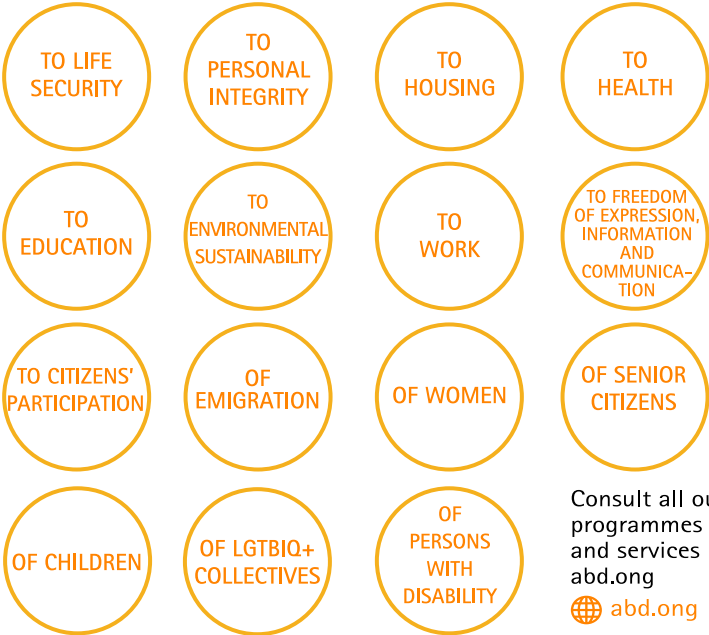 TO LIFE
SECURITY
TO
PERSONAL
INTEGRITY
TO
HOUSING
TO
HEALTH
TO
EDUCATION
TO
ENVIRONMENTAL
SUSTAINABILITY
TO
WORK
TO FREEDOM
OF EXPRESSION,
INFORMATION
AND
COMMUNICA-
TION
TO CITIZENS'
PARTICIPATION
OF
EMIGRATION
OF WOMEN
OF SENIOR
CITIZENS
OF CHILDREN
OF LGTBIQ+
COLLECTIVES
OF
PERSONS
WITH
DISABILITY
Consult all ou
programmes
and services
abd.ong
abd.ong